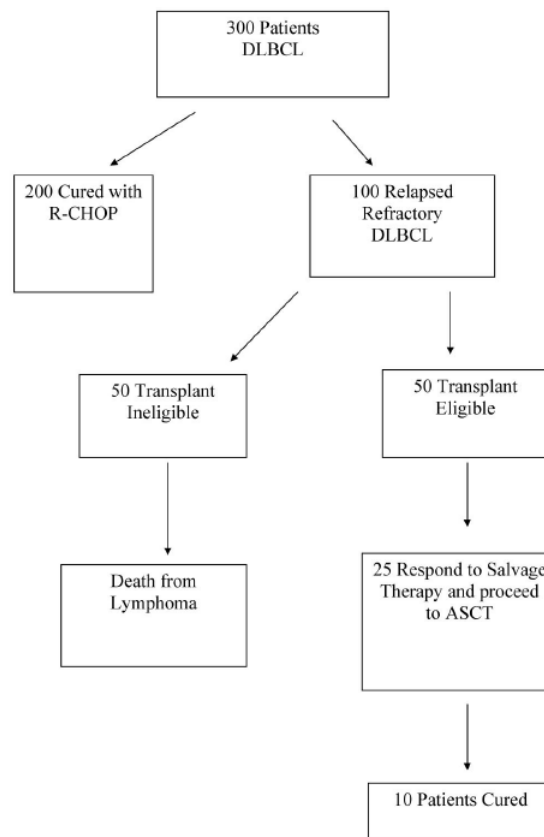 300 Patients
DLBCL
200 Cured with
R-CHOP
100 Relapsed
Refractory
DLBCL
50 Transplant
Ineligible
50 Transplant
Eligible
Death from
Lymphoma
25 Respond to Salvage
Therapy and proceed
to ASCT
10 Patients Cured